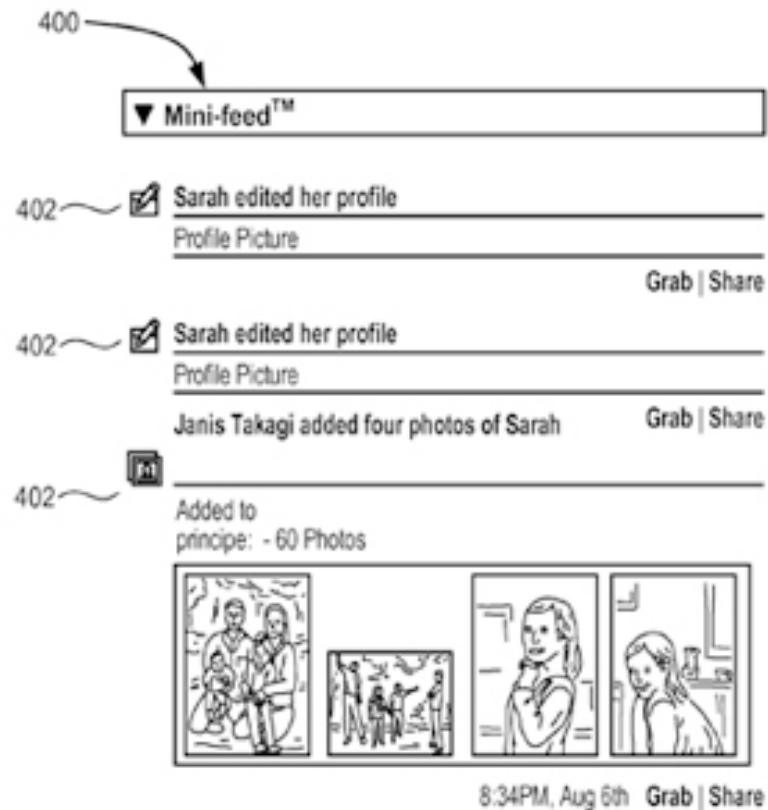 400
▼ Mini-feed™
402
Sarah edited her profile
Profile Picture
Grab | Share
402
Sarah edited her profile
Profile Picture
Janis Takagi added four photos of Sarah
Grab | Share
402
Added to
principe: - 60 Photos
8:34PM, Aug 6th Grab | Share